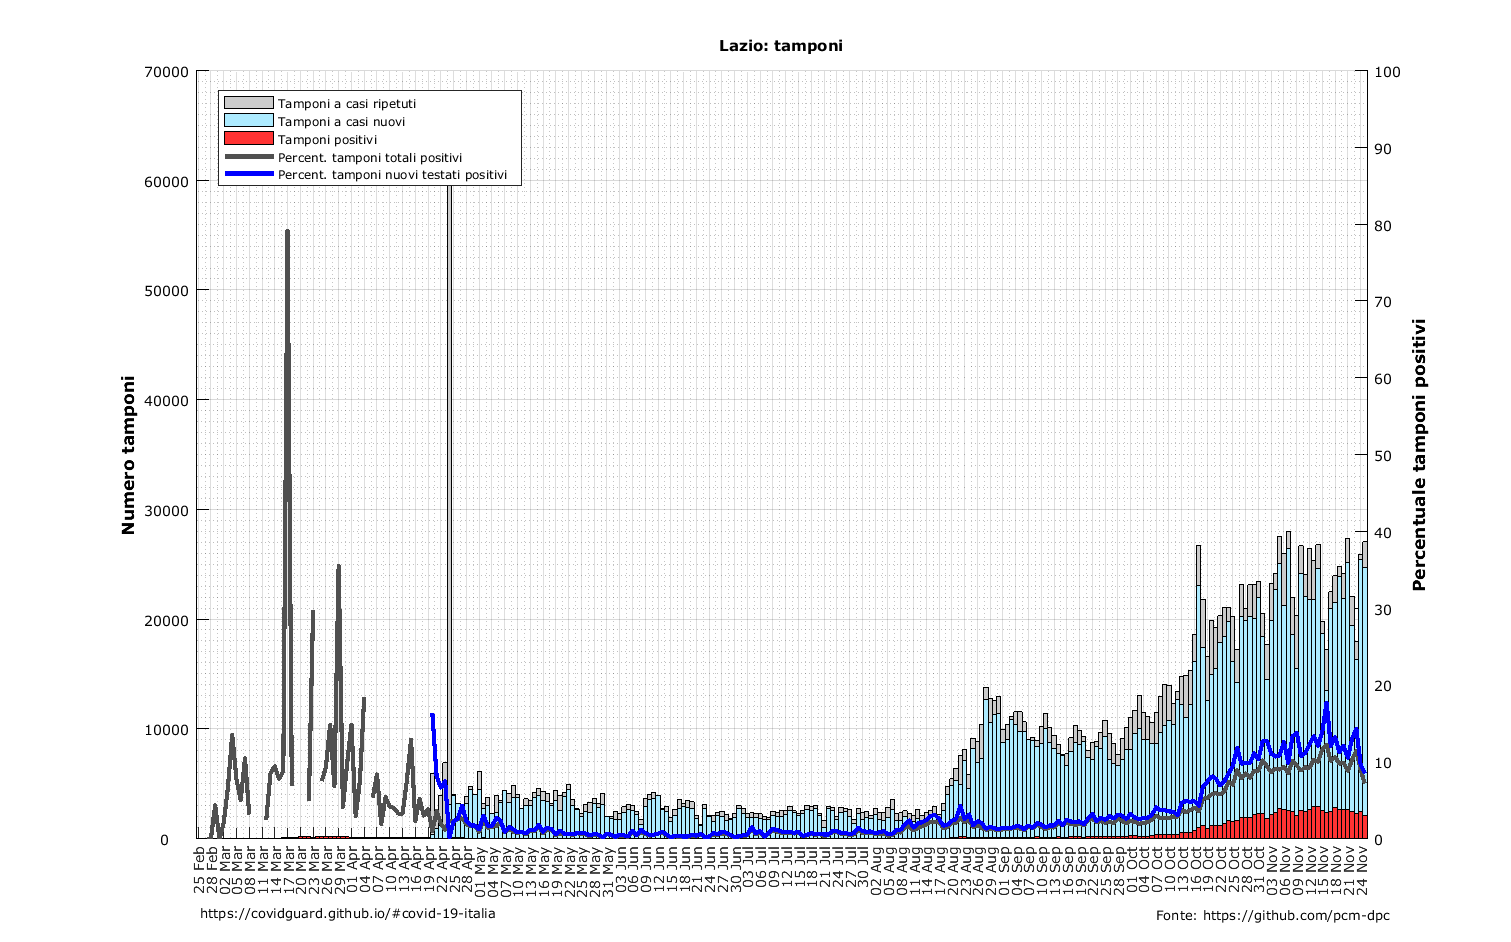 Lazio: tamponi
Tamponi a casi ripetuti
Tamponi a casi nuovi
Tamponi positivi
Percent. tamponi totali positivi
Percent. tamponi nuovi testati positivi
Numero tamponi
70000
60000
50000
40000
30000
20000
10000
0
Percentuale tamponi positivi
100
90
80
70
60
50
40
30
20
10
0
25 Feb
28 Feb
02 Mar
05 Mar
08 Mar
11 Mar
14 Mar
17 Mar
20 Mar
23 Mar
26 Mar
29 Mar
01 Apr
04 Apr
07 Apr
10 Apr
13 Apr
16 Apr
19 Apr
22 Apr
25 Apr
28 Apr
01 May
04 May
07 May
10 May
13 May
16 May
19 May
22 May
25 May
28 May
31 May
03 Jun
06 Jun
09 Jun
12 Jun
15 Jun
18 Jun
21 Jun
24 Jun
27 Jun
30 Jun
03 Jul
06 Jul
09 Jul
12 Jul
15 Jul
18 Jul
21 Jul
24 Jul
27 Jul
30 Jul
02 Aug
05 Aug
08 Aug
11 Aug
14 Aug
17 Aug
20 Aug
23 Aug
26 Aug
29 Aug
01 Sep
04 Sep
07 Sep
10 Sep
13 Sep
16 Sep
19 Sep
22 Sep
25 Sep
28 Sep
01 Oct
04 Oct
07 Oct
10 Oct
13 Oct
16 Oct
19 Oct
22 Oct
25 Oct
28 Oct
31 Oct
03 Nov
06 Nov
09 Nov
12 Nov
15 Nov
18 Nov
21 Nov
24 Nov
https://covidguard.github.io/#covid-19-italia
Fonte: https://github.com/pcm-dpc